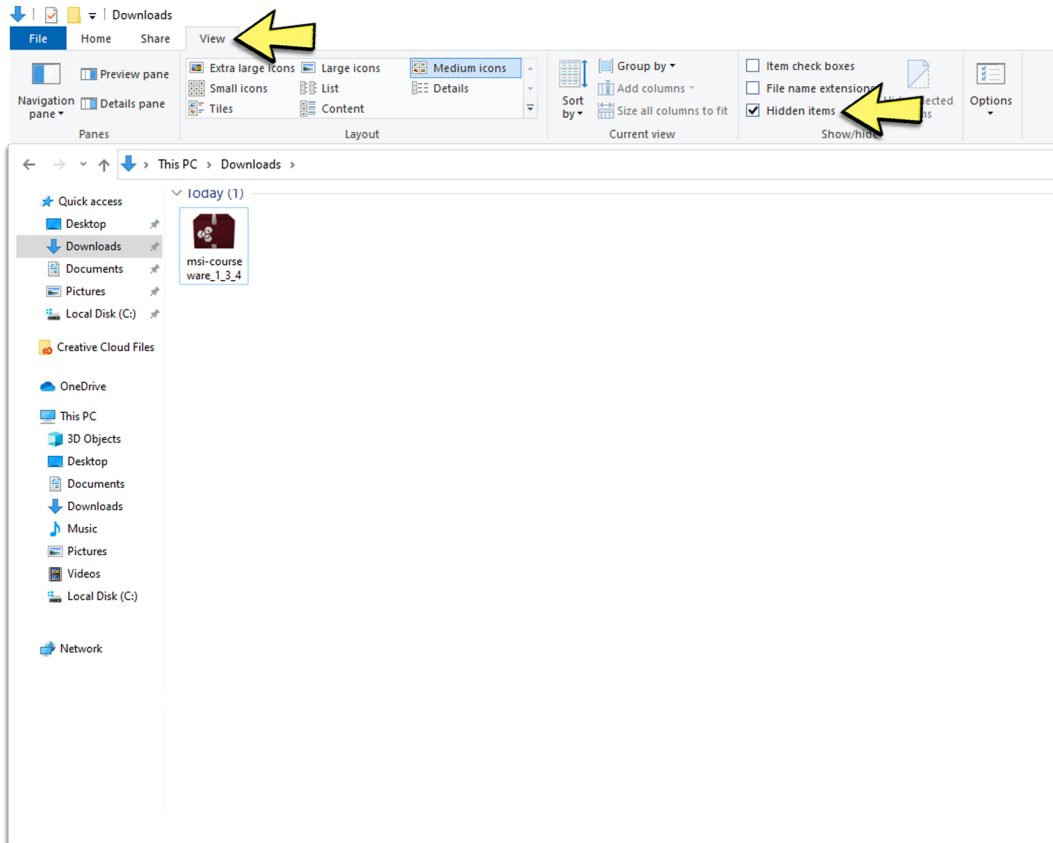 Downloads
File Home Share View
Preview pane
Navigation pane
Details pane
Panes
Extra large icons Large icons Medium icons
Small icons List Details
Tiles Content
Layout
Sort by
Group by
Add columns
Size all columns to fit
Current view
Item check boxes
File name extension
Hidden items
Show/hide
Options
This PC > Downloads >
Today (1)
msi-course
ware_1_3_4
Quick access
Desktop
Downloads
Documents
Pictures
Local Disk (C:)
Creative Cloud Files
OneDrive
This PC
3D Objects
Desktop
Documents
Downloads
Music
Pictures
Videos
Local Disk (C:)
Network